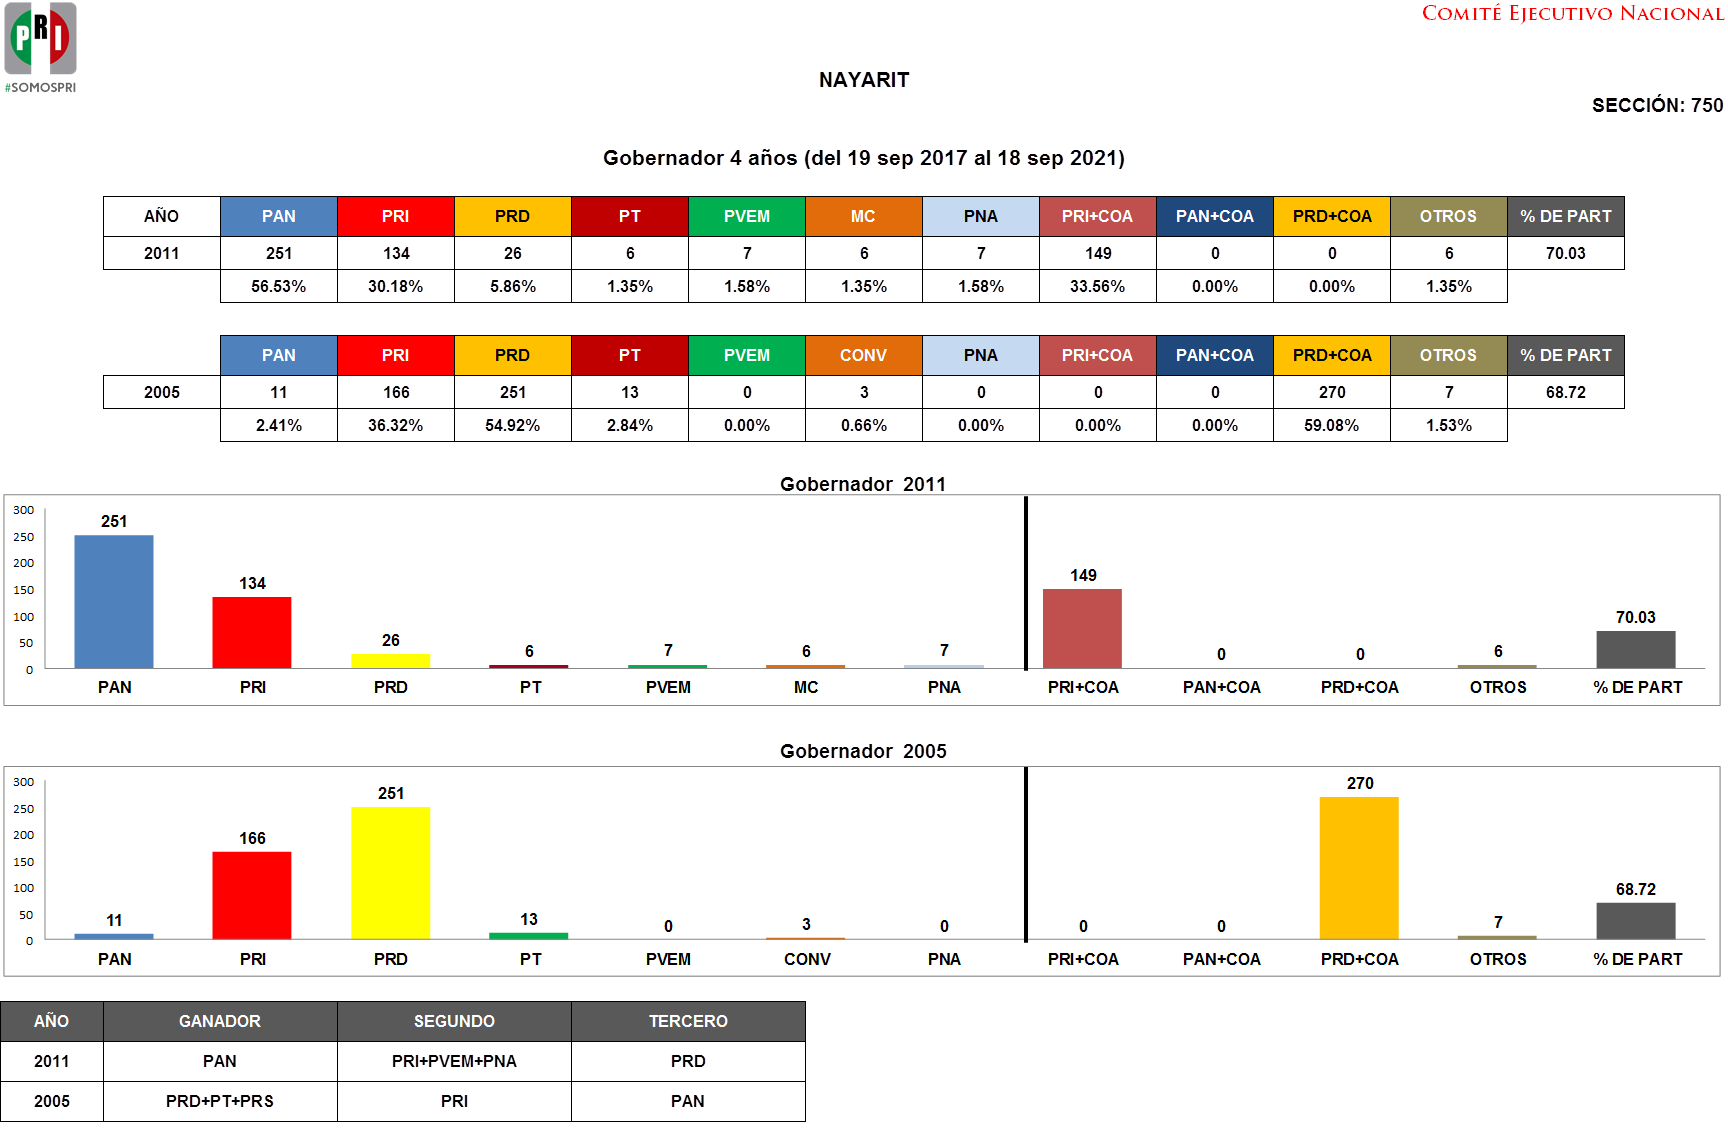 PRI
#SOMOSPRI
COMITÉ EJECUTIVO NACIONAL
NAYARIT
SECCIÓN: 750
Gobernador 4 años (del 19 sep 2017 al 18 sep 2021)
AÑO PAN PRI PRD PT PVEM MC PNA PRI+COA PAN+COA PRD+COA OTROS % DE PART
2011 251 134 26 6 7 6 7 149 0 0 6 70.03
56.53% 30.18% 5.86% 1.35% 1.58% 1.35% 1.58% 33.56% 0.00% 0.00% 1.35%
PAN PRI PRD PT PVEM CONV PNA PRI+COA PAN+COA PRD+COA OTROS % DE PART
2005 11 166 251 13 0 3 0 0 0 270 7 68.72
2.41% 36.32% 54.92% 2.84% 0.00% 0.66% 0.00% 0.00% 0.00% 59.08% 1.53%
Gobernador 2011
300
250
200
150
100
50
0
251 134 26 6 7 6 7 149 0 0 6 70.03
PAN PRI PRD PT PVEM MC PNA PRI+COA PAN+COA PRD+COA OTROS % DE PART
Gobernador 2005
300
250
200
150
100
50
0
11 166 251 13 0 3 0 0 0 270 7 68.72
PAN PRI PRD PT PVEM CONV PNA PRI+COA PAN+COA PRD+COA OTROS % DE PART
AÑO GANADOR SEGUNDO TERCERO
2011 PAN PRI+PVEM+PNA PRD
2005 PRD+PT+PRS PRI PAN